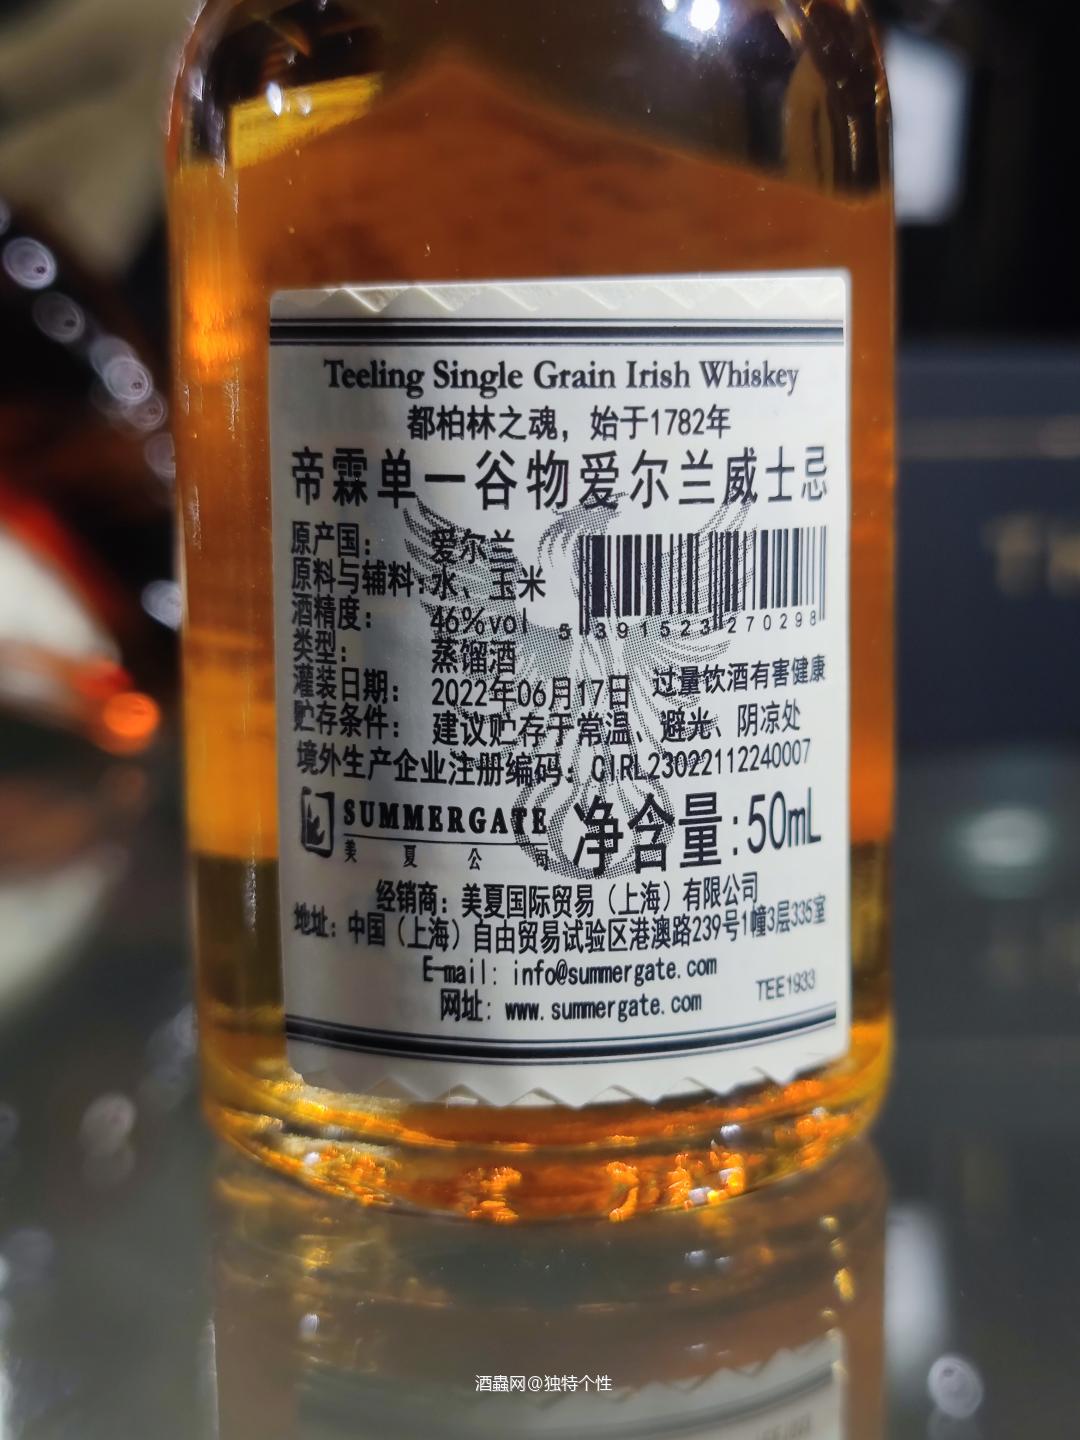 Teeling Single Grain Irish Whiskey
都柏林之魂，始于1782年
帝霖单一谷物爱尔兰威士忌
原产国： 爱尔兰
原料与辅料：水、玉米
酒精度： 46%vol
5 391523 270298
类型： 蒸馏酒
灌装日期： 2022年06月17日
过量饮酒有害健康
贮存条件： 建议贮存于常温、避光、阴凉处
境外生产企业注册编码：CIRL23022112240007
SUMMERGATE
美夏公司
净含量:50mL
经销商：美夏国际贸易（上海）有限公司
地址：中国（上海）自由贸易试验区港澳路239号1幢3层335室
E-mail: info@summergate.com
网址: www.summergate.com
TEE1933
酒蟲网@独特个性